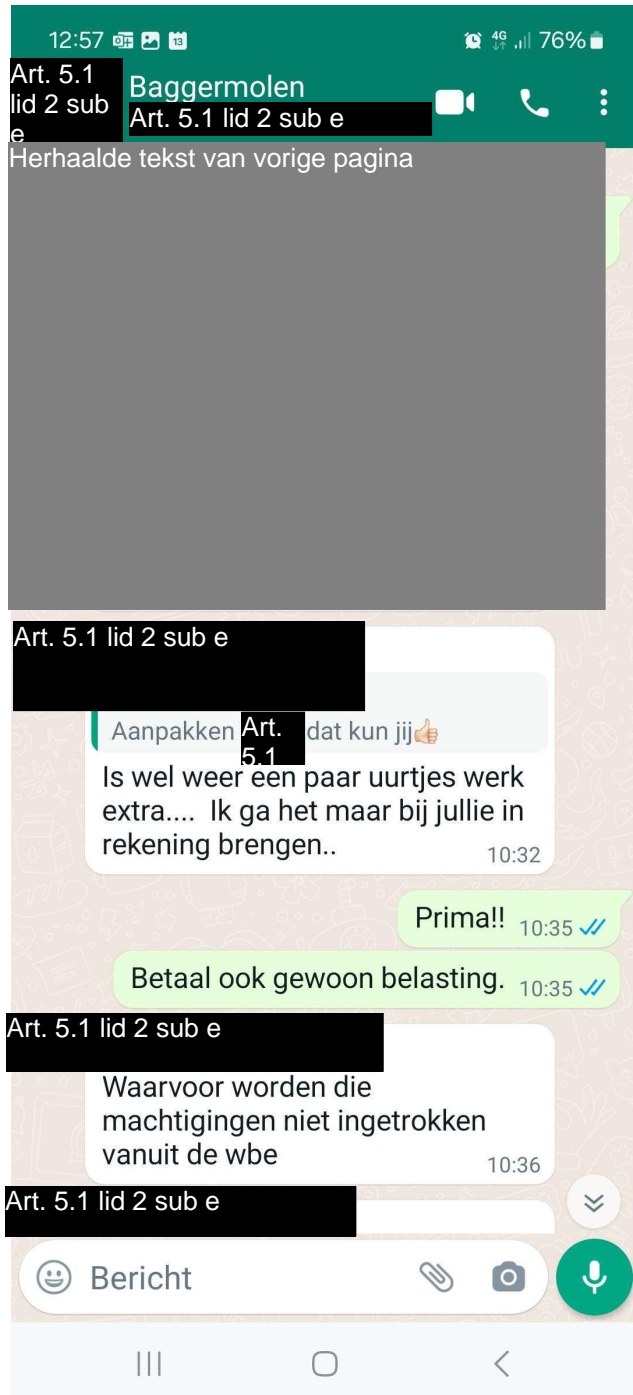 12:57
4G
76%
13
Art. 5.1
lid 2 sub
e
Baggermolen
Art. 5.1 lid 2 sub e
Herhaalde tekst van vorige pagina
Art. 5.1 lid 2 sub e
Aanpakken Art. 5.1 dat kun jij👍🏼
Is wel weer een paar uurtjes werk
extra.... Ik ga het maar bij jullie in
rekening brengen..
10:32
Prima!! 10:35
Betaal ook gewoon belasting. 10:35
Art. 5.1 lid 2 sub e
Waarvoor worden die
machtigingen niet ingetrokken
vanuit de wbe
10:36
Art. 5.1 lid 2 sub e
Bericht